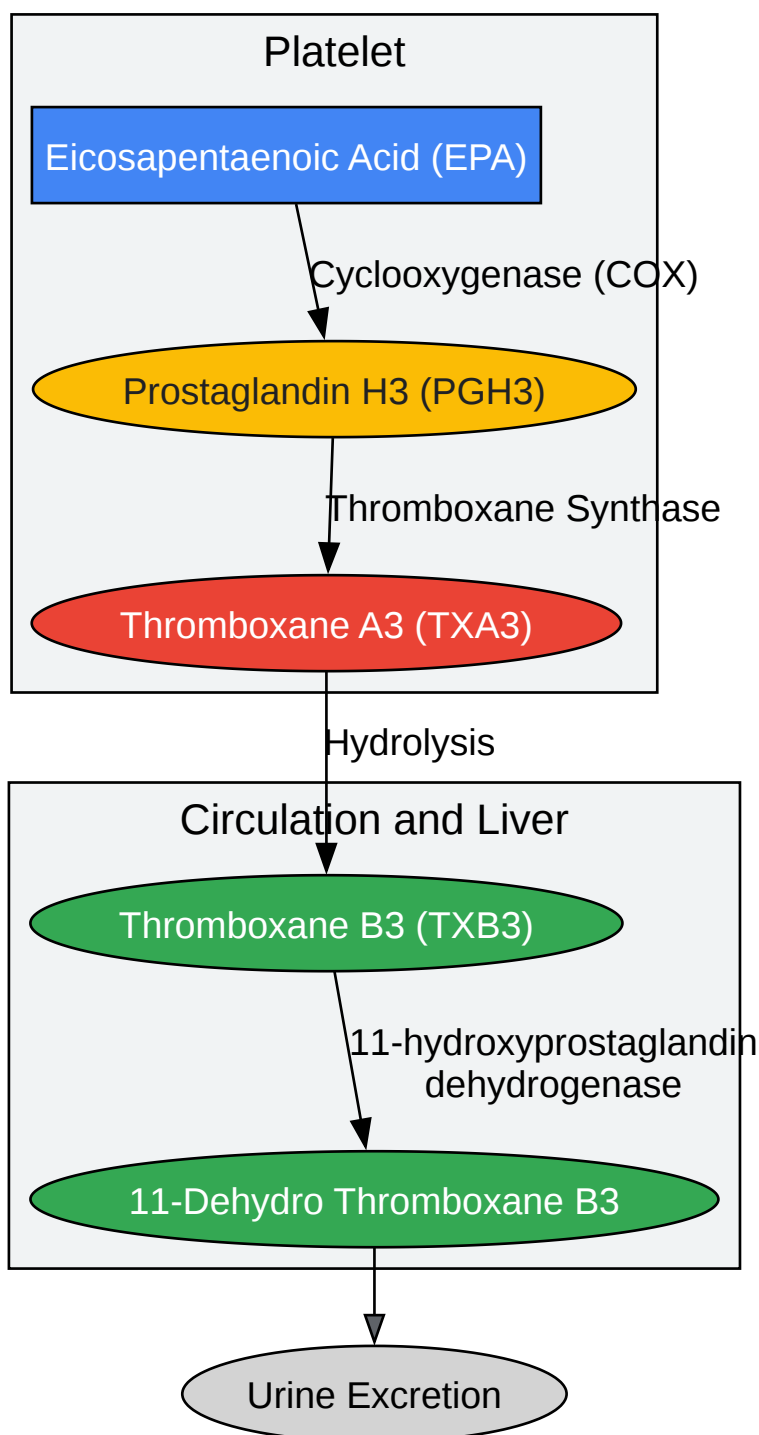 Platelet
Eicosapentaenoic Acid (EPA)
Cyclooxygenase (COX)
Prostaglandin H3 (PGH3)
Thromboxane Synthase
Thromboxane A3 (TXA3)
Hydrolysis
Circulation and Liver
Thromboxane B3 (TXB3)
11-hydroxyprostaglandin
dehydrogenase
11-Dehydro Thromboxane B3
Urine Excretion